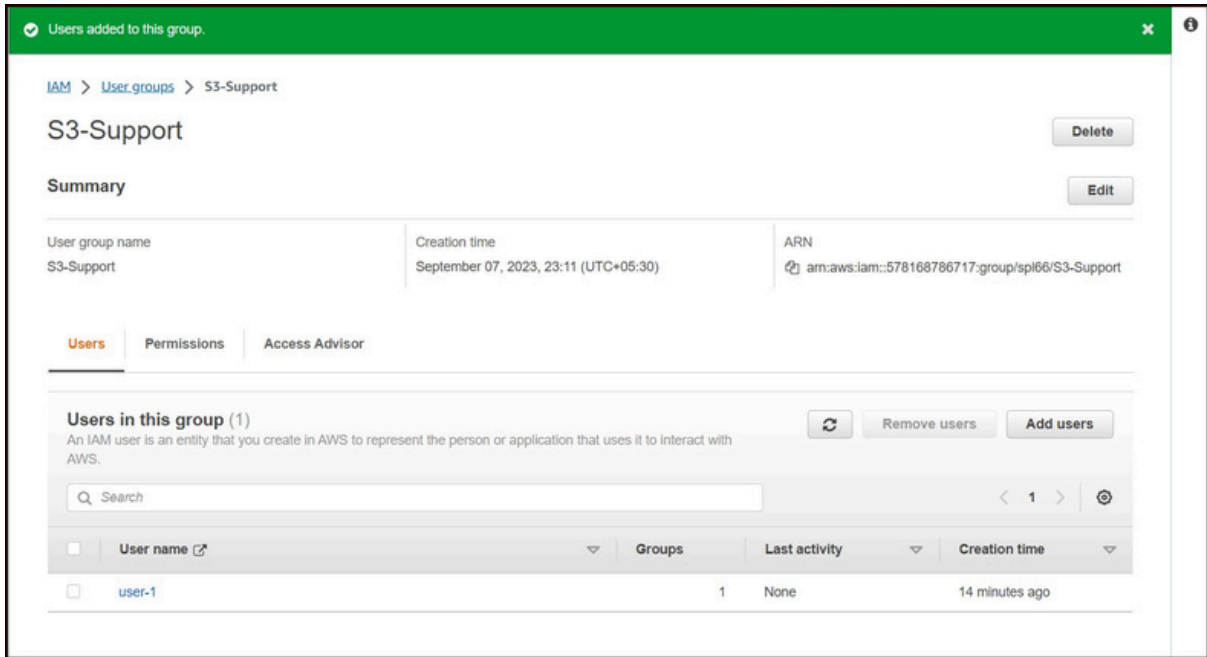 Users added to this group.
IAM > User groups > S3-Support
S3-Support
Delete
Summary
Edit
User group name
S3-Support
Creation time
September 07, 2023, 23:11 (UTC+05:30)
ARN
arn:aws:iam::578168786717:group/spl66/S3-Support
Users
Permissions
Access Advisor
Users in this group (1)
An IAM user is an entity that you create in AWS to represent the person or application that uses it to interact with
AWS.
Remove users
Add users
Search
1
User name
Groups
Last activity
Creation time
user-1
1
None
14 minutes ago